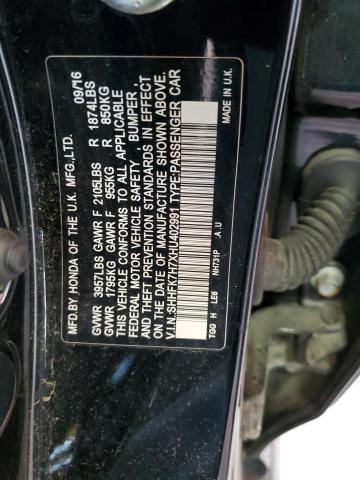 MFD.BY HONDA OF THE U.K. MFG.,LTD. 09/16
GVWR 3957LBS GAWR F 2105LBS R 1874LBS
GVWR 1795KG GAWR F 955KG R 850KG
THIS VEHICLE CONFORMS TO ALL APPLICABLE
FEDERAL MOTOR VEHICLE SAFETY , BUMPER ,
AND THEFT PREVENTION STANDARDS IN EFFECT
ON THE DATE OF MANUFACTURE SHOWN ABOVE.
V.I.N.:SHHFK7H7XHU402991 TYPE:PASSENGER CAR
MADE IN U.K.
TGG H LE6 NH731P .A .U